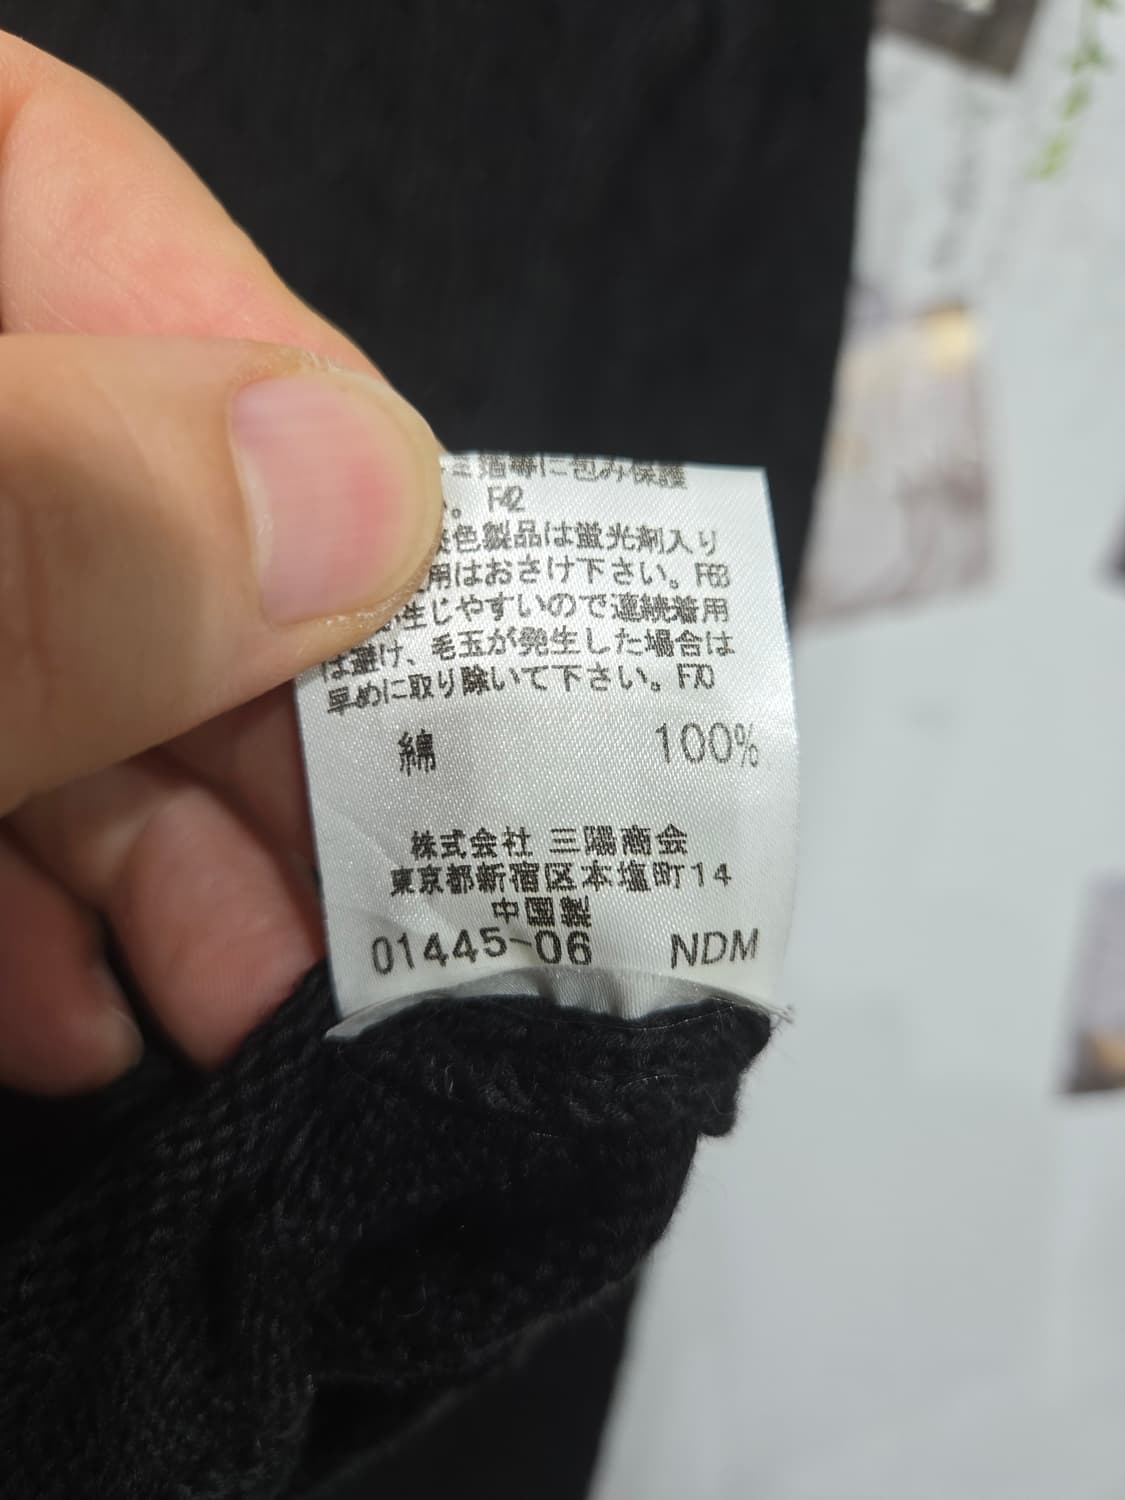 包み保護
。F42
色製品は蛍光剤入り
用はおさけ下さい。F63
生じやすいので連続着用
は避け、毛玉が発生した場合は
早めに取り除いて下さい。F70
綿 100%
株式会社 三陽商会
東京都新宿区本塩町14
中国製
01445-06 NDM